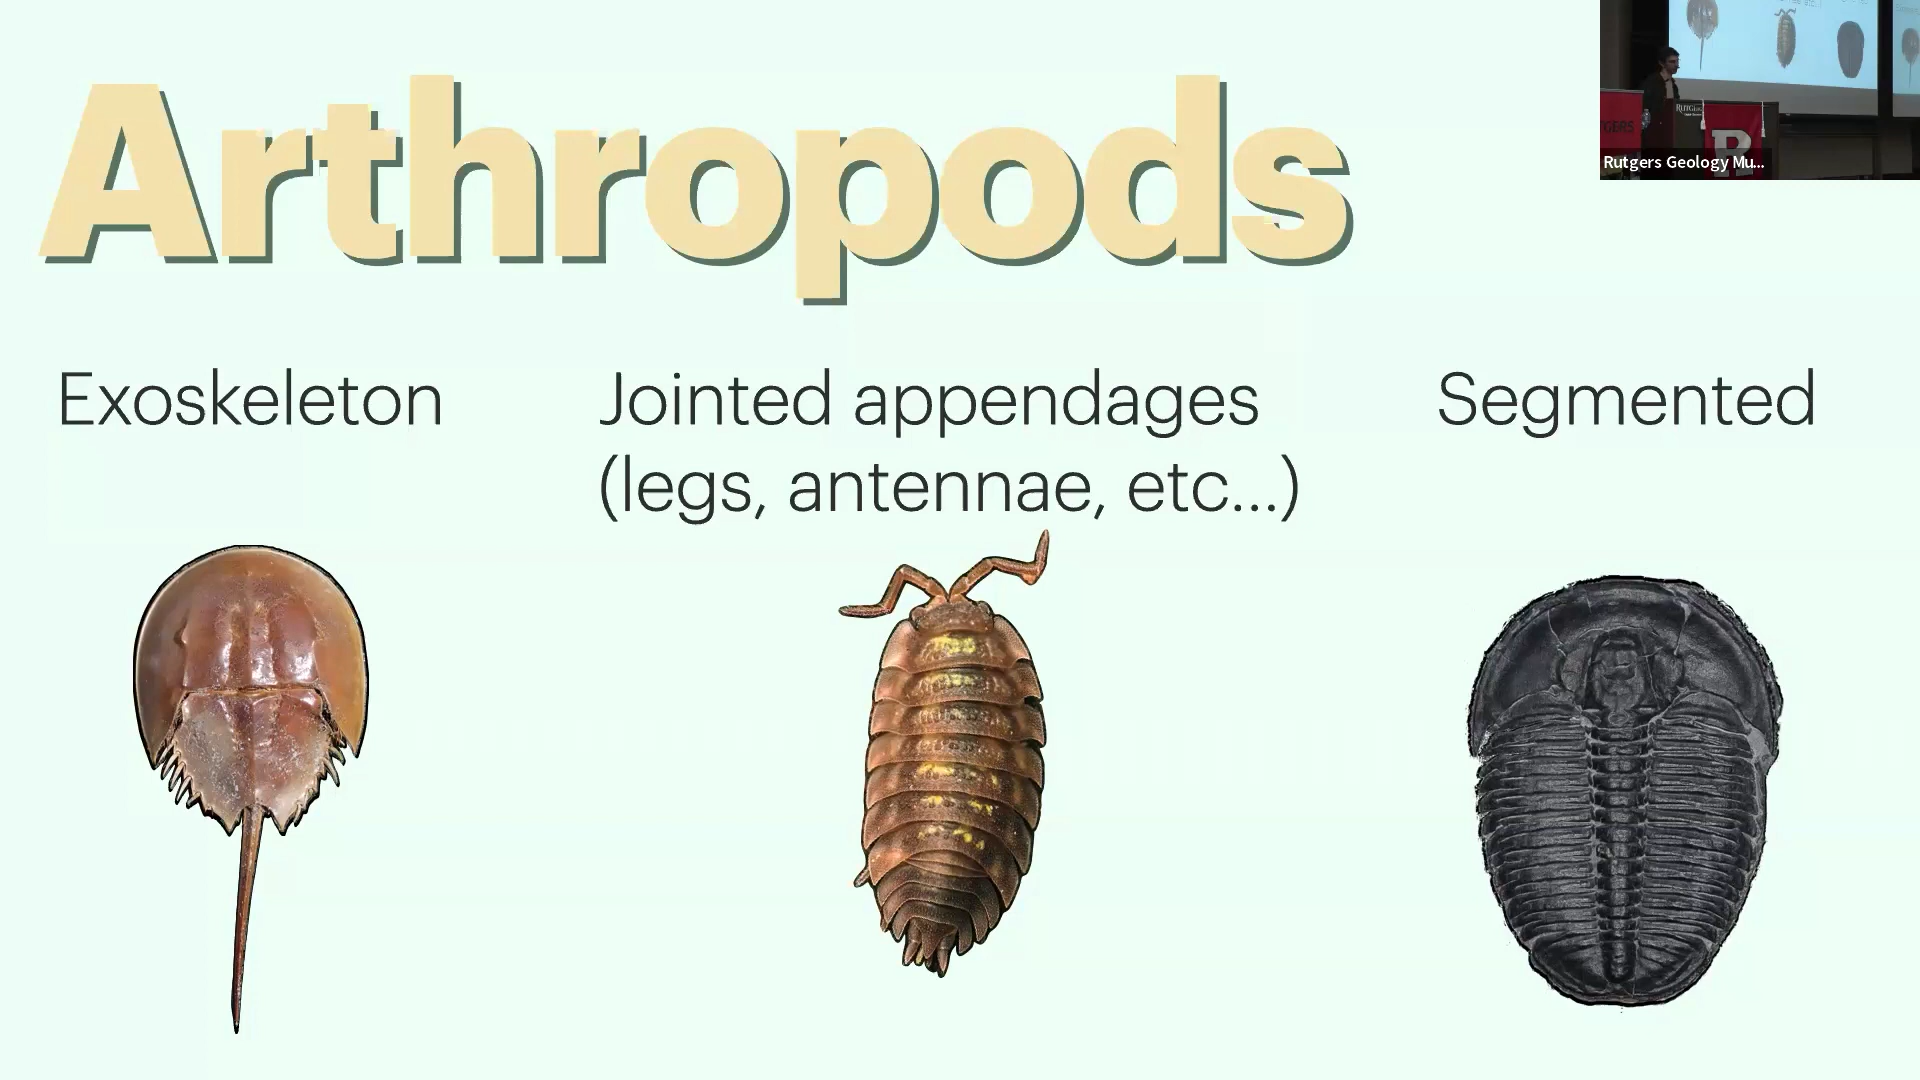 Arthropods
Exoskeleton
Jointed appendages
(legs, antennae, etc...)
Segmented
Rutgers Geology Mu...